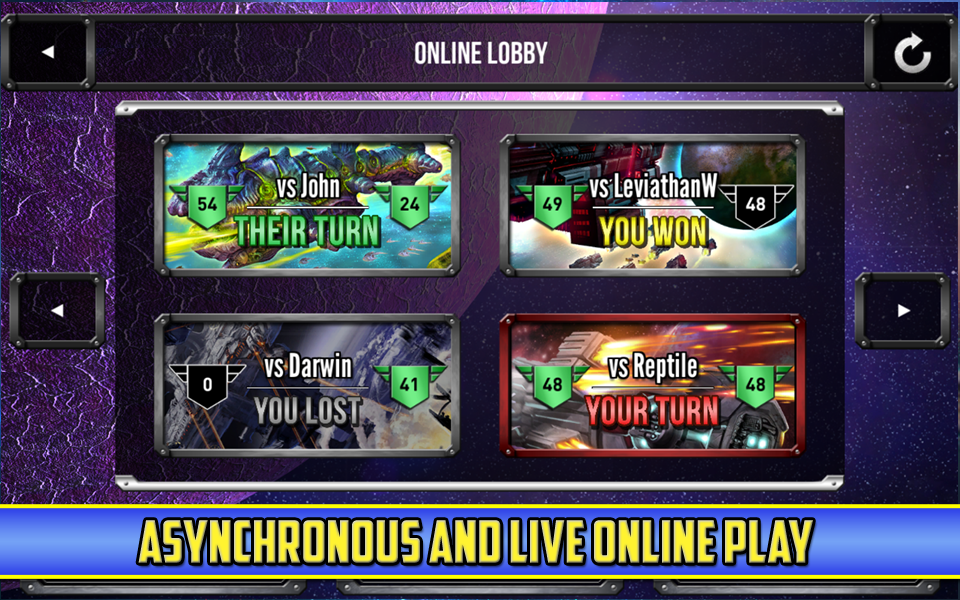 ONLINE LOBBY
vs John
54
24
THEIR TURN
vs LeviathanW
49
48
YOU WON
vs Darwin
0
41
YOU LOST
vs Reptile
48
48
YOUR TURN
ASYNCHRONOUS AND LIVE ONLINE PLAY